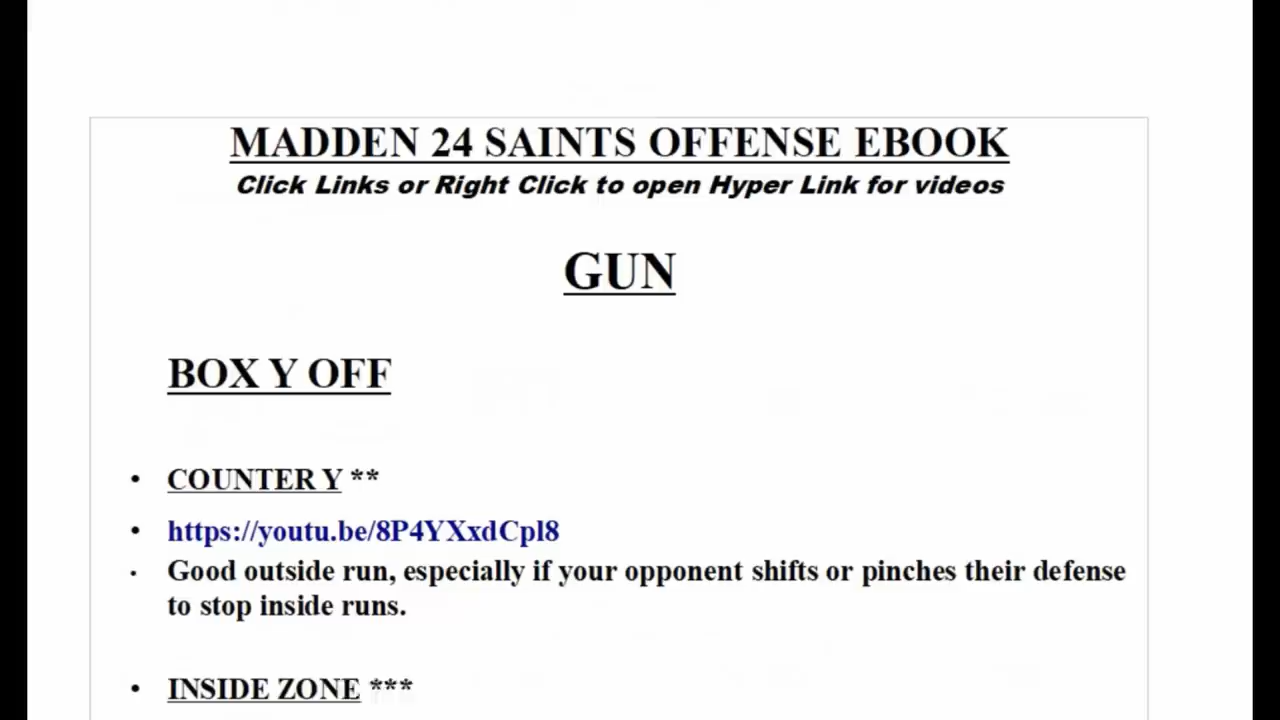 MADDEN 24 SAINTS OFFENSE EBOOK
Click Links or Right Click to open Hyper Link for videos
GUN
BOX Y OFF
• COUNTER Y **
• https://youtu.be/8P4YXxdCpl8
• Good outside run, especially if your opponent shifts or pinches their defense
to stop inside runs.
• INSIDE ZONE ***